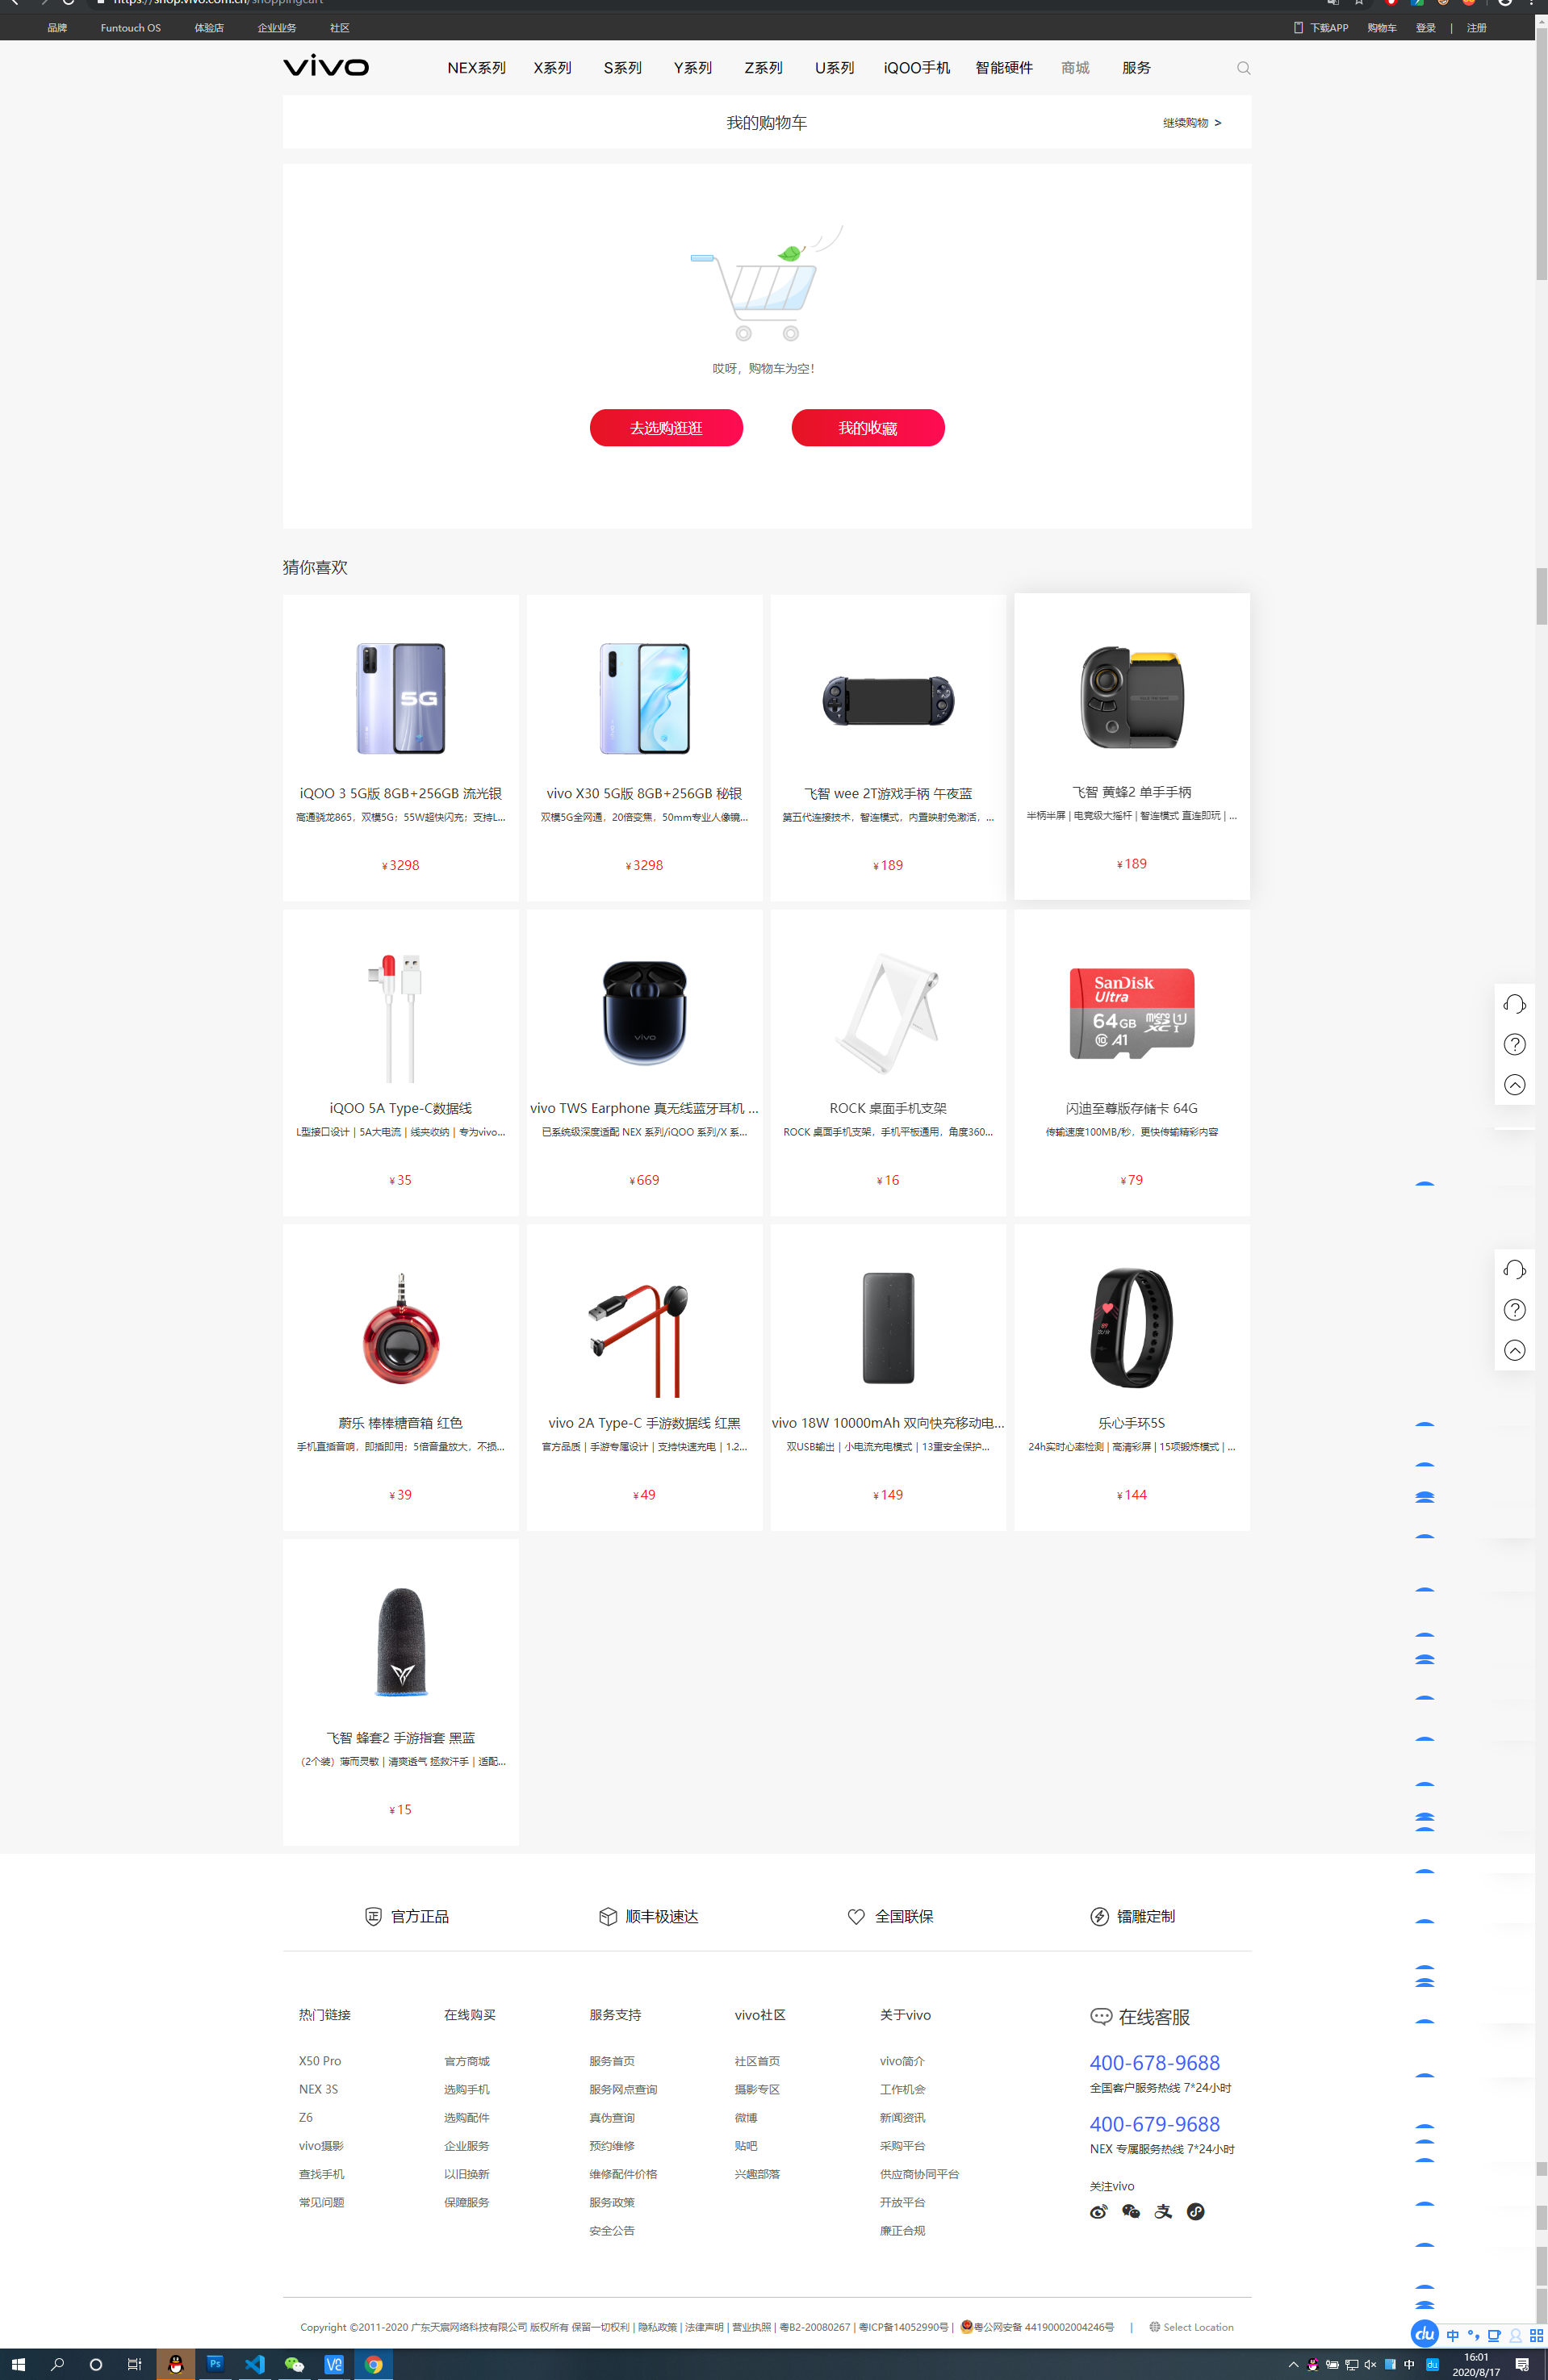 https://shop.vivo.com.cn/shoppingcart
品牌 Funtouch OS 体验店 企业业务 社区 下载APP 购物车 登录 | 注册
vivo NEX系列 X系列 S系列 Y系列 Z系列 U系列 iQOO手机 智能硬件 商城 服务
我的购物车 继续购物 >
哎呀，购物车为空！
去选购逛逛 我的收藏
猜你喜欢
5G
iQOO 3 5G版 8GB+256GB 流光银
高通骁龙865，双模5G；55W超快闪充；支持L...
¥3298
vivo X30 5G版 8GB+256GB 秘银
双模5G全网通，20倍变焦，50mm专业人像镜...
¥3298
飞智 wee 2T游戏手柄 午夜蓝
第五代连接技术，智连模式，内置映射免激活，...
¥189
飞智 黄蜂2 单手手柄
半柄半屏 | 电竞级大摇杆 | 智连模式 直连即玩 | ...
¥189
iQOO 5A Type-C数据线
L型接口设计 | 5A大电流 | 线夹收纳 | 专为vivo...
¥35
vivo
vivo TWS Earphone 真无线蓝牙耳机 ...
已系统级深度适配 NEX 系列/iQOO 系列/X 系...
¥669
ROCK 桌面手机支架
ROCK 桌面手机支架，手机平板通用，角度360...
¥16
SanDisk
Ultra
64GB micro SD XC I U1
10 A1
闪迪至尊版存储卡 64G
传输速度100MB/秒，更快传输精彩内容
¥79
蔚乐 棒棒糖音箱 红色
手机直插音响，即插即用；5倍音量放大，不损...
¥39
vivo 2A Type-C 手游数据线 红黑
官方品质 | 手游专属设计 | 支持快速充电 | 1.2...
¥49
vivo 18W 10000mAh 双向快充移动电...
双USB输出 | 小电流充电模式 | 13重安全保护...
¥149
乐心手环5S
24h实时心率检测 | 高清彩屏 | 15项锻炼模式 | ...
¥144
飞智 蜂套2 手游指套 黑蓝
（2个装）薄而灵敏 | 清爽透气 拯救汗手 | 适配...
¥15
正 官方正品 顺丰极速达 全国联保 镭雕定制
热门链接
X50 Pro
NEX 3S
Z6
vivo摄影
查找手机
常见问题
在线购买
官方商城
选购手机
选购配件
企业服务
以旧换新
保障服务
服务支持
服务首页
服务网点查询
真伪查询
预约维修
维修配件价格
服务政策
安全公告
vivo社区
社区首页
摄影专区
微博
贴吧
兴趣部落
关于vivo
vivo简介
工作机会
新闻资讯
采购平台
供应商协同平台
开放平台
廉正合规
在线客服
400-678-9688
全国客户服务热线 7*24小时
400-679-9688
NEX 专属服务热线 7*24小时
关注vivo
Copyright ©2011-2020 广东天宸网络科技有限公司 版权所有 保留一切权利 | 隐私政策 | 法律声明 | 营业执照 | 粤B2-20080267 | 粤ICP备14052990号 | 粤公网安备 44190002004246号 | Select Location
du 中
Ps 中 du 16:01
2020/8/17